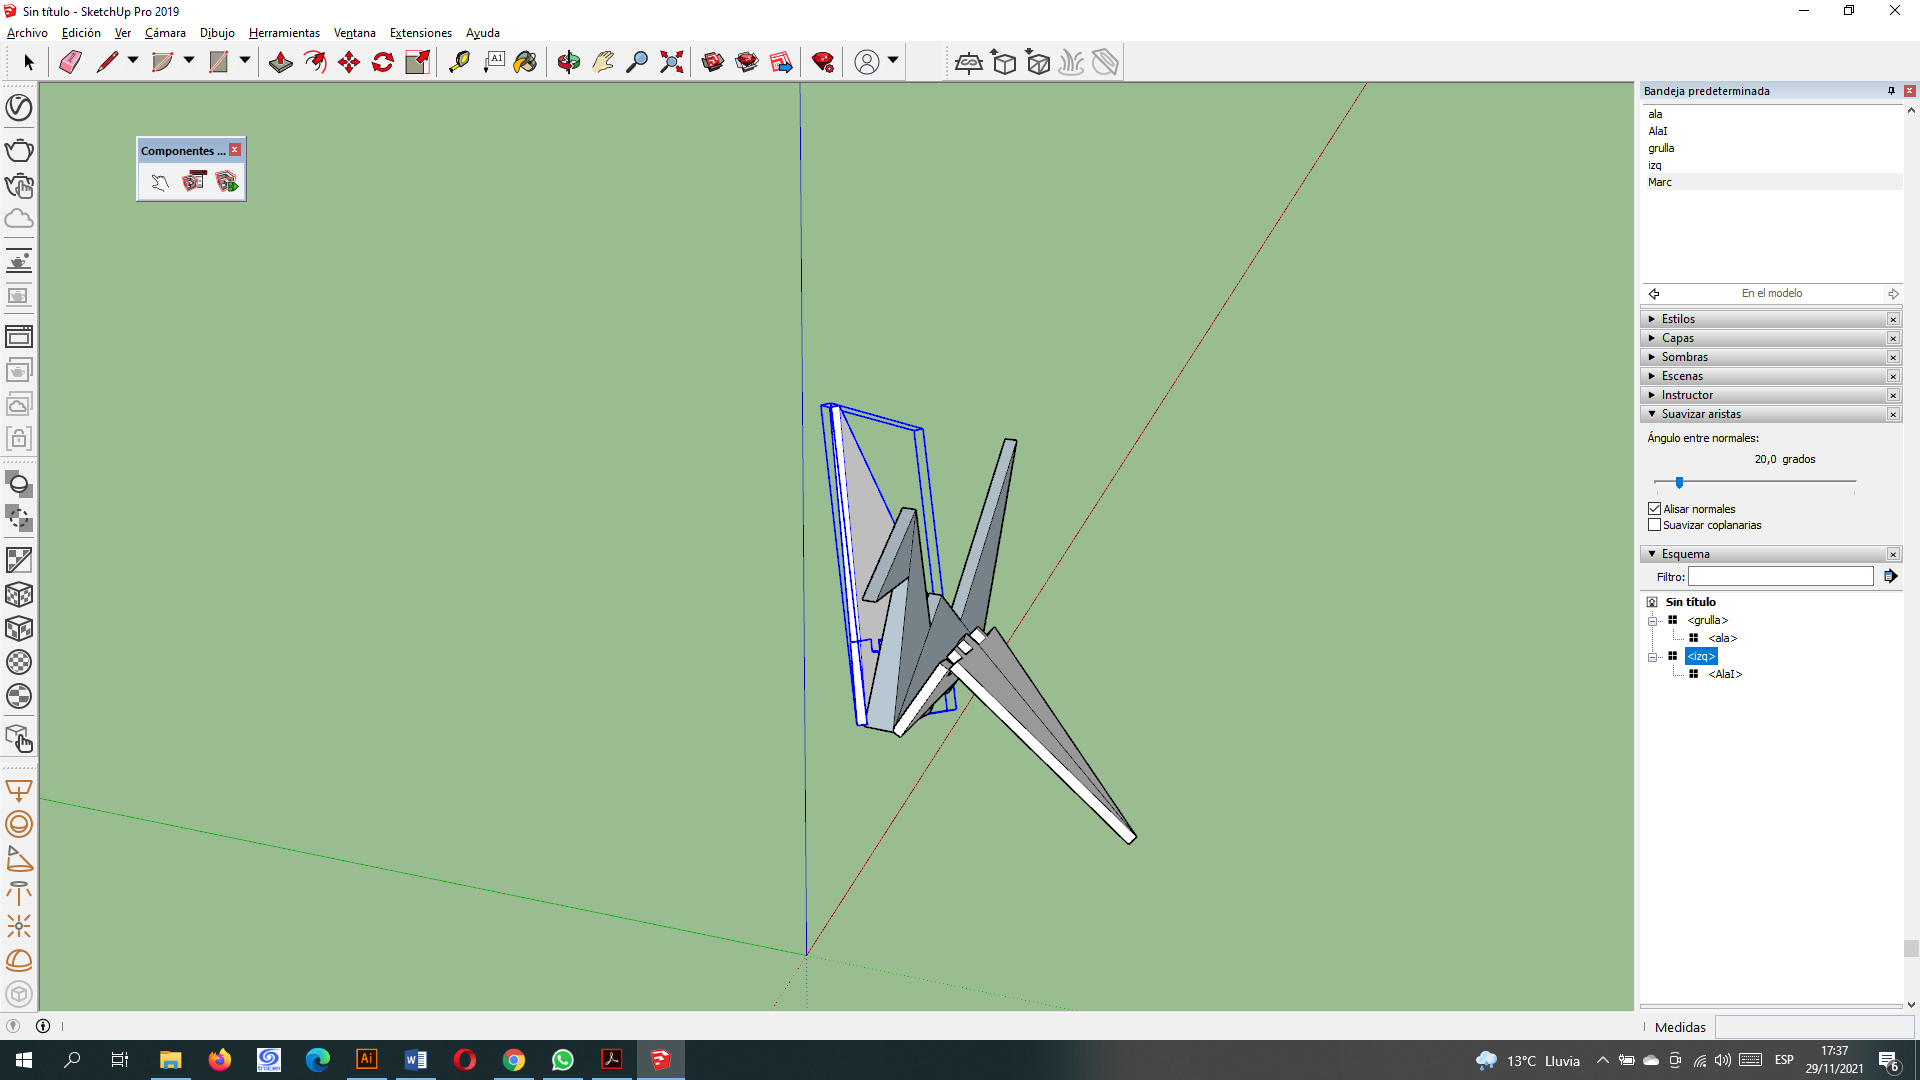 Sin título - SketchUp Pro 2019
Archivo Edición Ver Cámara Dibujo Herramientas Ventana Extensiones Ayuda
A1
Componentes ...
Bandeja predeterminada
ala
AlaI
grulla
izq
Marc
En el modelo
Estilos
Capas
Sombras
Escenas
Instructor
Suavizar aristas
Ángulo entre normales:
20,0 grados
Alisar normales
Suavizar coplanarias
Esquema
Filtro:
Sin título
<grulla>
<ala>
<izq>
<AlaI>
Medidas
Ai
13°C Lluvia
ESP
17:37
29/11/2021
6